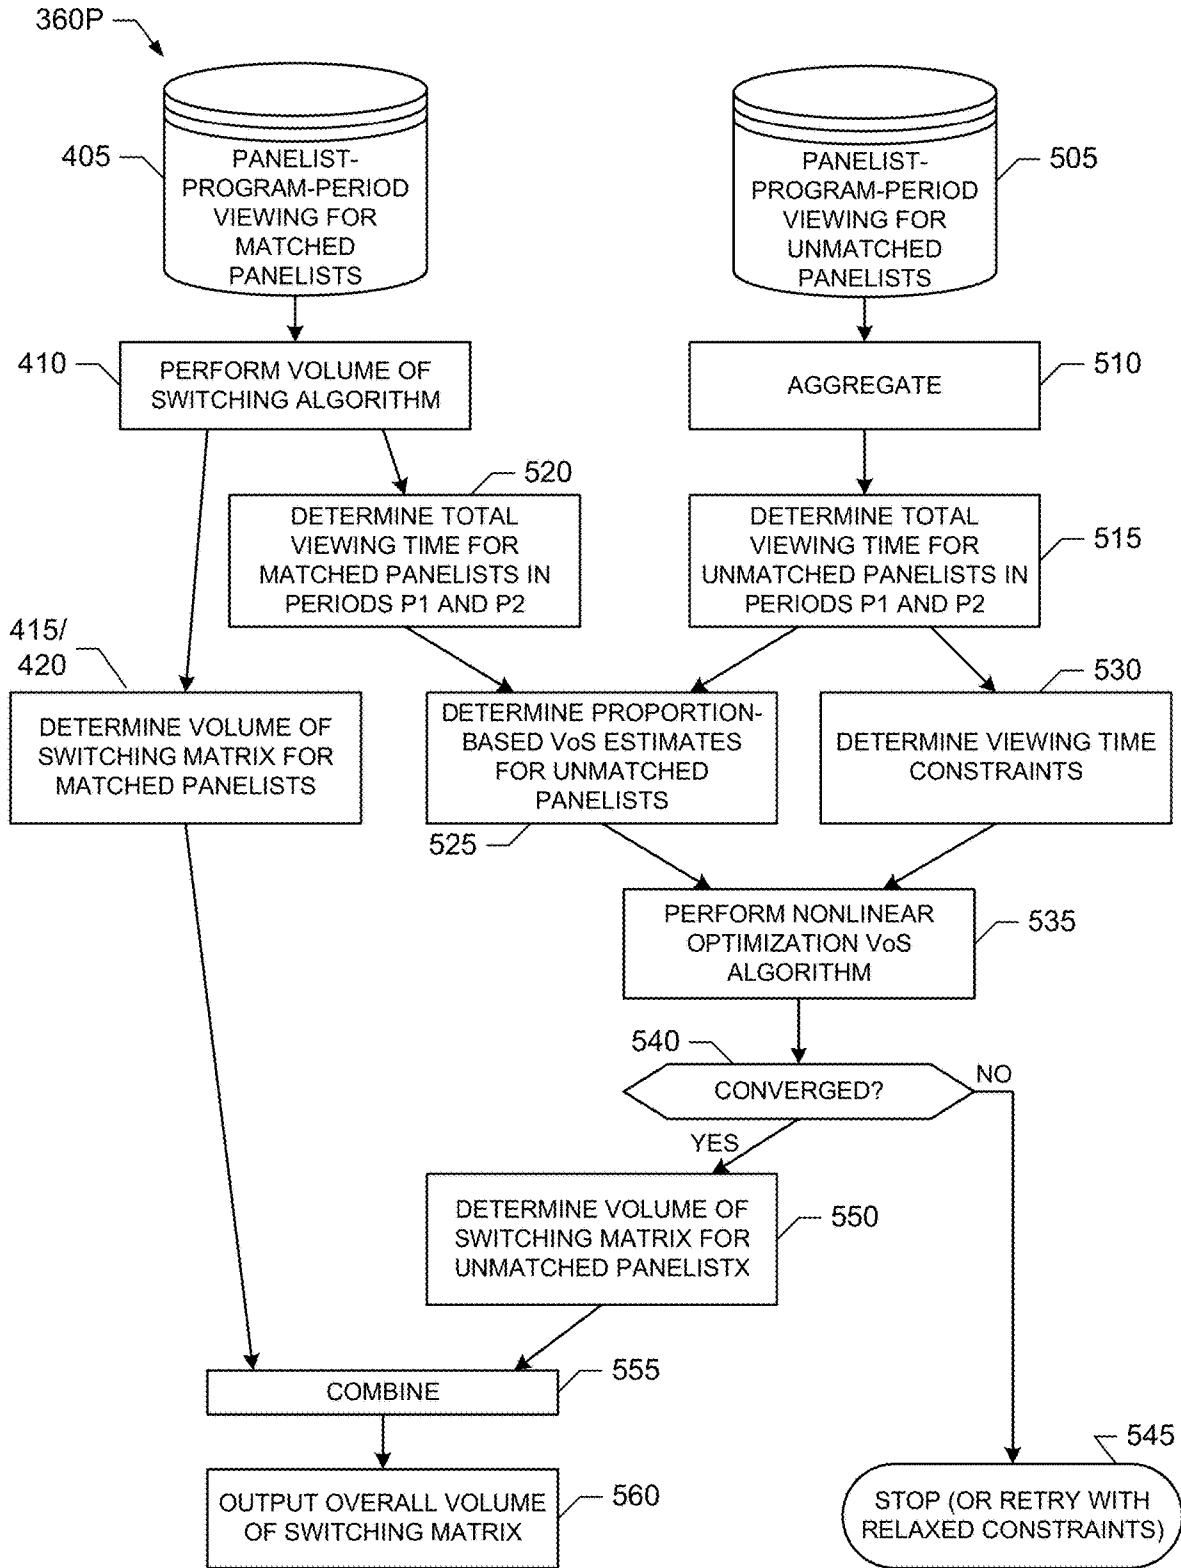 360P
405
PANELIST-
PROGRAM-PERIOD
VIEWING FOR
MATCHED
PANELISTS
505
PANELIST-
PROGRAM-PERIOD
VIEWING FOR
UNMATCHED
PANELISTS
410
PERFORM VOLUME OF
SWITCHING ALGORITHM
510
AGGREGATE
520
DETERMINE TOTAL
VIEWING TIME FOR
MATCHED PANELISTS IN
PERIODS P1 AND P2
515
DETERMINE TOTAL
VIEWING TIME FOR
UNMATCHED PANELISTS IN
PERIODS P1 AND P2
415/
420
DETERMINE VOLUME OF
SWITCHING MATRIX FOR
MATCHED PANELISTS
DETERMINE PROPORTION-
BASED VoS ESTIMATES
FOR UNMATCHED
PANELISTS
525
530
DETERMINE VIEWING TIME
CONSTRAINTS
PERFORM NONLINEAR
OPTIMIZATION VoS
ALGORITHM
535
540
CONVERGED?
NO
YES
DETERMINE VOLUME OF
SWITCHING MATRIX FOR
UNMATCHED PANELISTX
550
COMBINE
555
OUTPUT OVERALL VOLUME
OF SWITCHING MATRIX
560
545
STOP (OR RETRY WITH
RELAXED CONSTRAINTS)